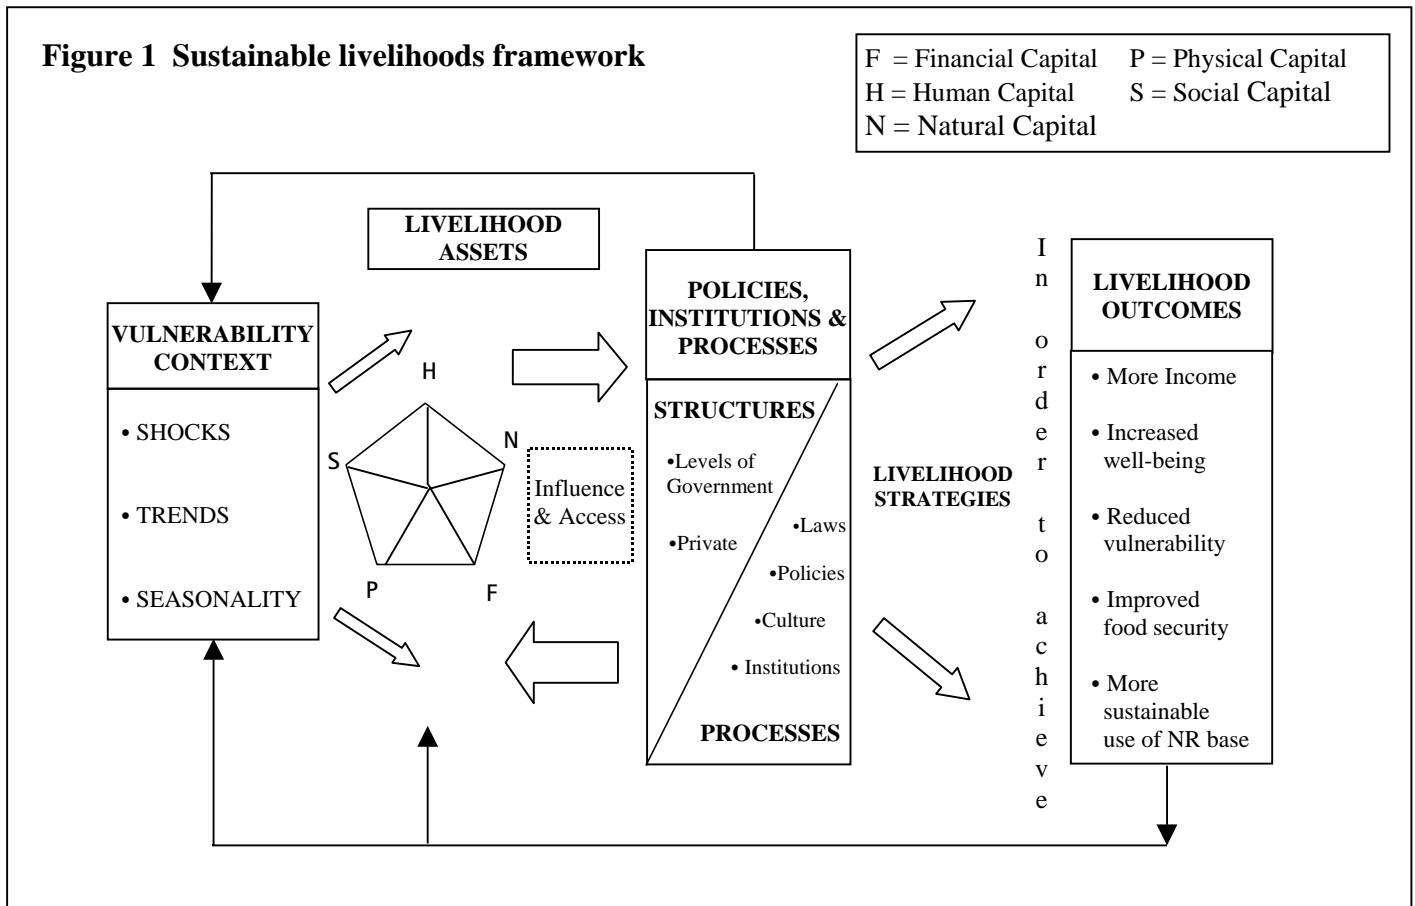 Figure 1 Sustainable livelihoods framework
F = Financial Capital P = Physical Capital
H = Human Capital S = Social Capital
N = Natural Capital
LIVELIHOOD
ASSETS
VULNERABILITY
CONTEXT
• SHOCKS
• TRENDS
• SEASONALITY
H
S
N
P
F
Influence
& Access
POLICIES,
INSTITUTIONS &
PROCESSES
STRUCTURES
•Levels of
Government
•Private
•Laws
•Policies
•Culture
• Institutions
PROCESSES
LIVELIHOOD
STRATEGIES
In order to achieve
LIVELIHOOD
OUTCOMES
• More Income
• Increased
well-being
• Reduced
vulnerability
• Improved
food security
• More
sustainable
use of NR base